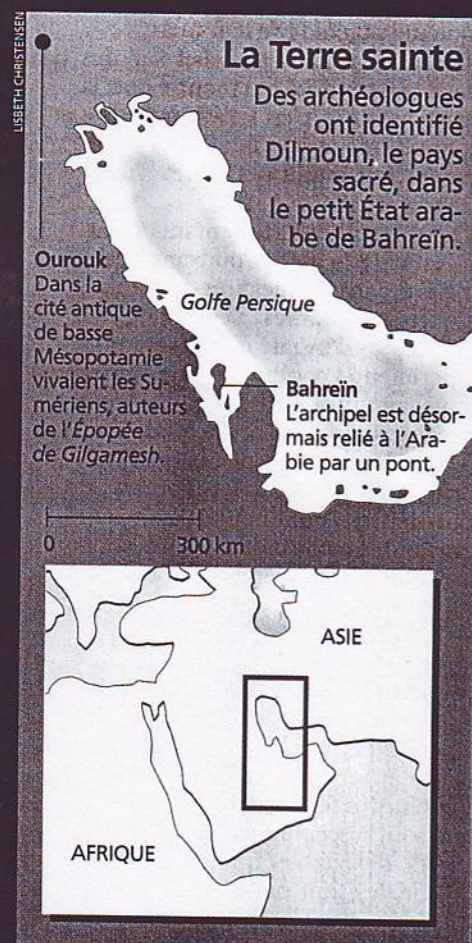 LISBETH CHRISTENSEN
La Terre sainte
Des archéologues
ont identifié
Dilmoun, le pays
sacré, dans
le petit État ara-
be de Bahreïn.
Ourouk
Dans la
cité antique
de basse
Mésopotamie
vivaient les Su-
mériens, auteurs
de l'Épopée
de Gilgamesh.
Golfe Persique
Bahreïn
L'archipel est désor-
mais relié à l'Ara-
bie par un pont.
0 300 km
ASIE
AFRIQUE